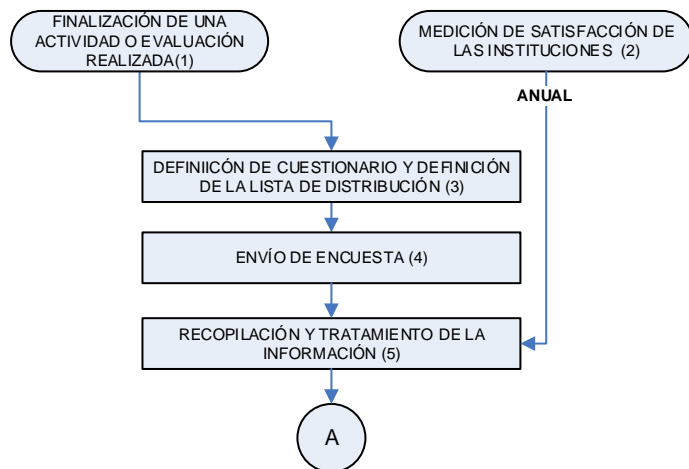 FINALIZACIÓN DE UNA
ACTIVIDAD O EVALUACIÓN
REALIZADA(1)
MEDICIÓN DE SATISFACCIÓN DE
LAS INSTITUCIONES (2)
ANUAL
DEFINIICÓN DE CUESTIONARIO Y DEFINICIÓN
DE LA LISTA DE DISTRIBUCIÓN (3)
ENVÍO DE ENCUESTA (4)
RECOPILACIÓN Y TRATAMIENTO DE LA
INFORMACIÓN (5)
A